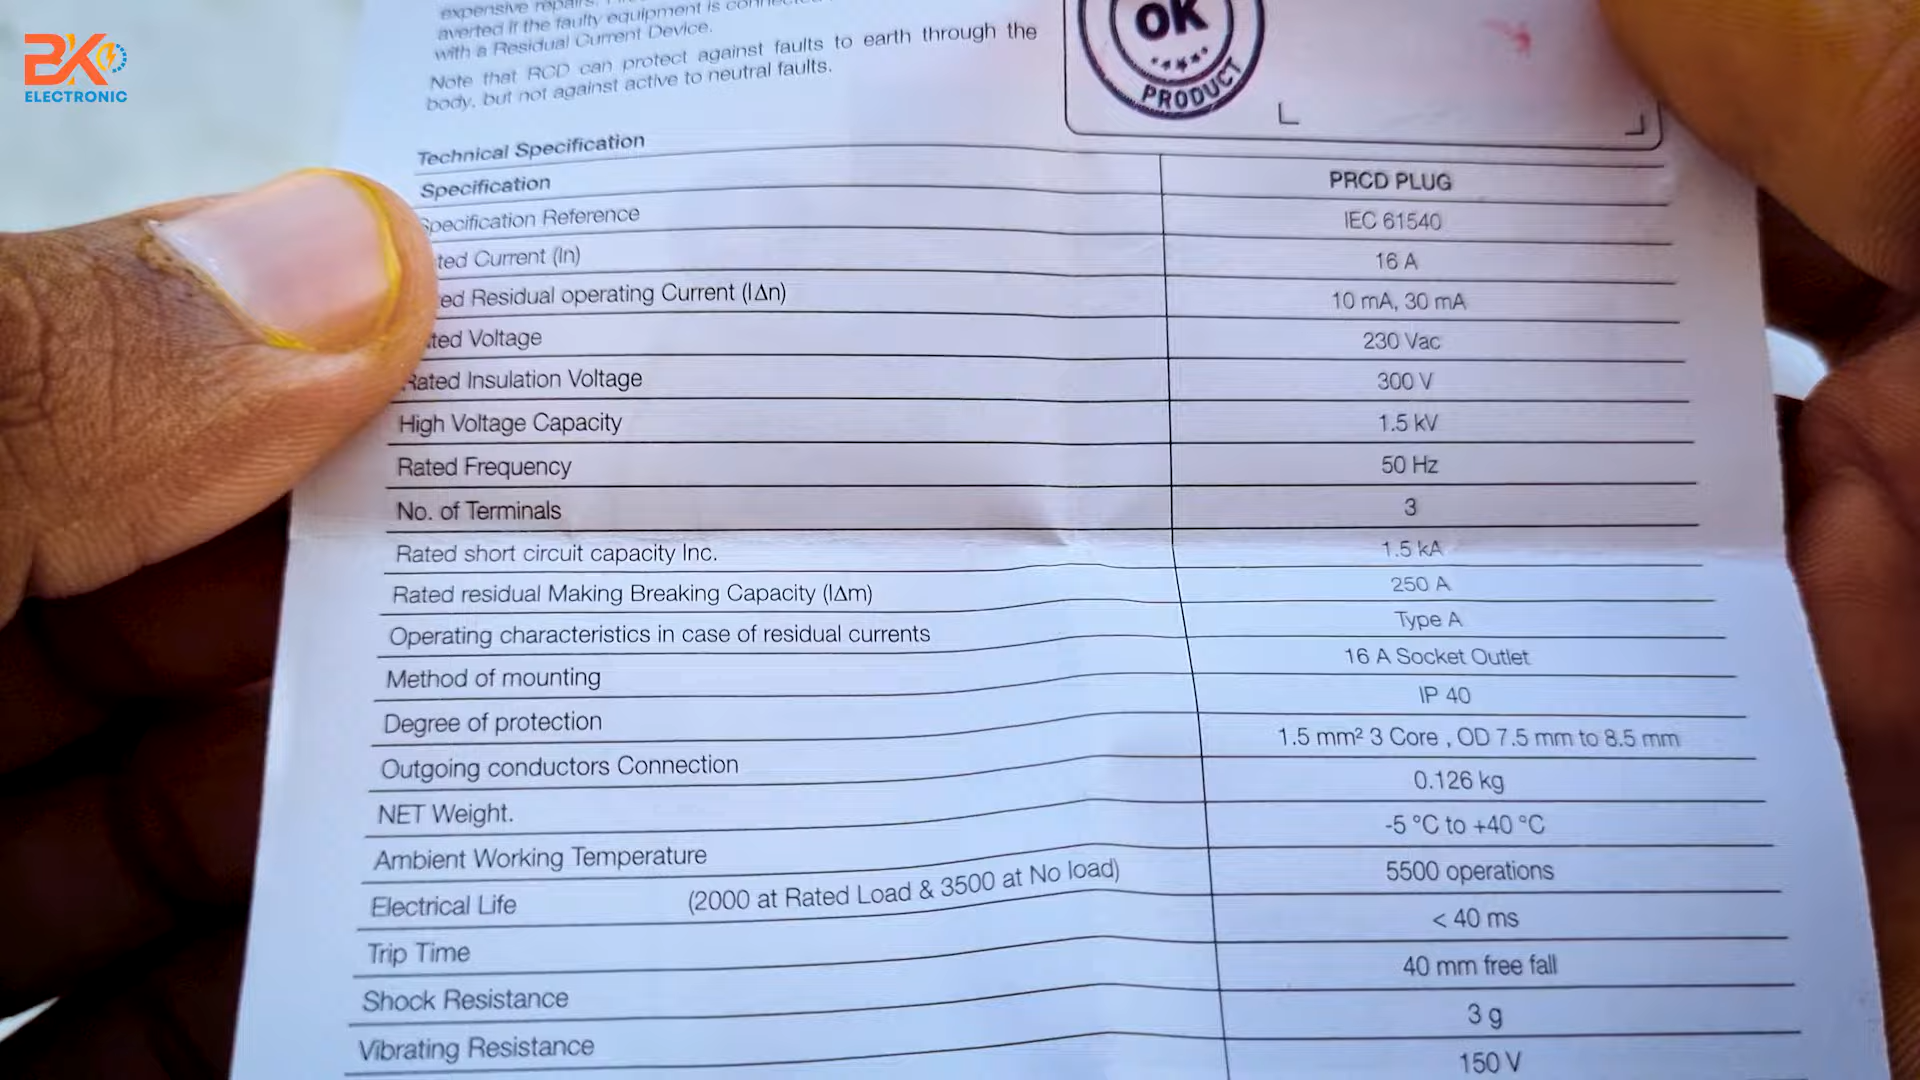 BK
ELECTRONIC
expensive repairs.
averted if the faulty equipment is connected
with a Residual Current Device.
Note that RCD can protect against faults to earth through the
body, but not against active to neutral faults.
OK
PRODUCT
Technical Specification
Specification PRCD PLUG
Specification Reference IEC 61540
ted Current (In) 16 A
ed Residual operating Current (IΔn) 10 mA, 30 mA
ted Voltage 230 Vac
Rated Insulation Voltage 300 V
High Voltage Capacity 1.5 kV
Rated Frequency 50 Hz
No. of Terminals 3
Rated short circuit capacity Inc. 1.5 kA
Rated residual Making Breaking Capacity (IΔm) 250 A
Operating characteristics in case of residual currents Type A
Method of mounting 16 A Socket Outlet
Degree of protection IP 40
Outgoing conductors Connection 1.5 mm² 3 Core , OD 7.5 mm to 8.5 mm
NET Weight. 0.126 kg
Ambient Working Temperature -5 °C to +40 °C
Electrical Life (2000 at Rated Load & 3500 at No load) 5500 operations
Trip Time < 40 ms
Shock Resistance 40 mm free fall
Vibrating Resistance 3 g
150 V